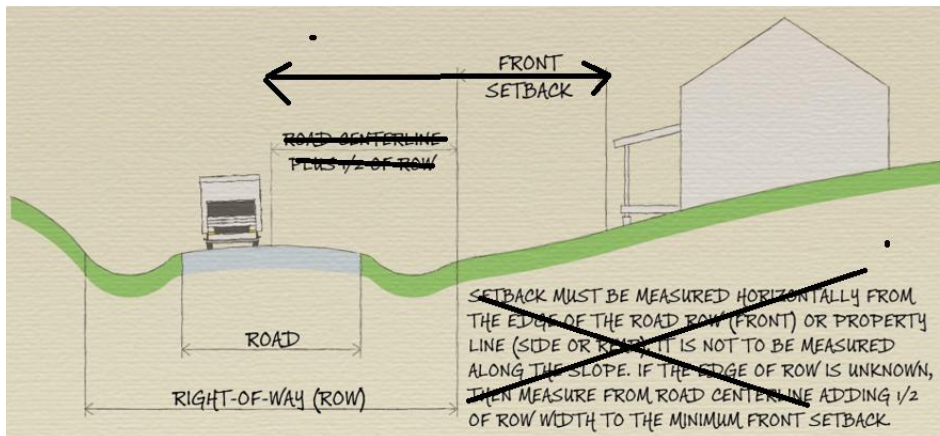 FRONT
SETBACK
ROAD CENTERLINE
PLUS 1/2 OF ROW
ROAD
RIGHT-OF-WAY (ROW)
SETBACK MUST BE MEASURED HORIZONTALLY FROM
THE EDGE OF THE ROAD ROW (FRONT) OR PROPERTY
LINE (SIDE OR REAR). IT IS NOT TO BE MEASURED
ALONG THE SLOPE. IF THE EDGE OF ROW IS UNKNOWN,
THEN MEASURE FROM ROAD CENTERLINE ADDING 1/2
OF ROW WIDTH TO THE MINIMUM FRONT SETBACK.